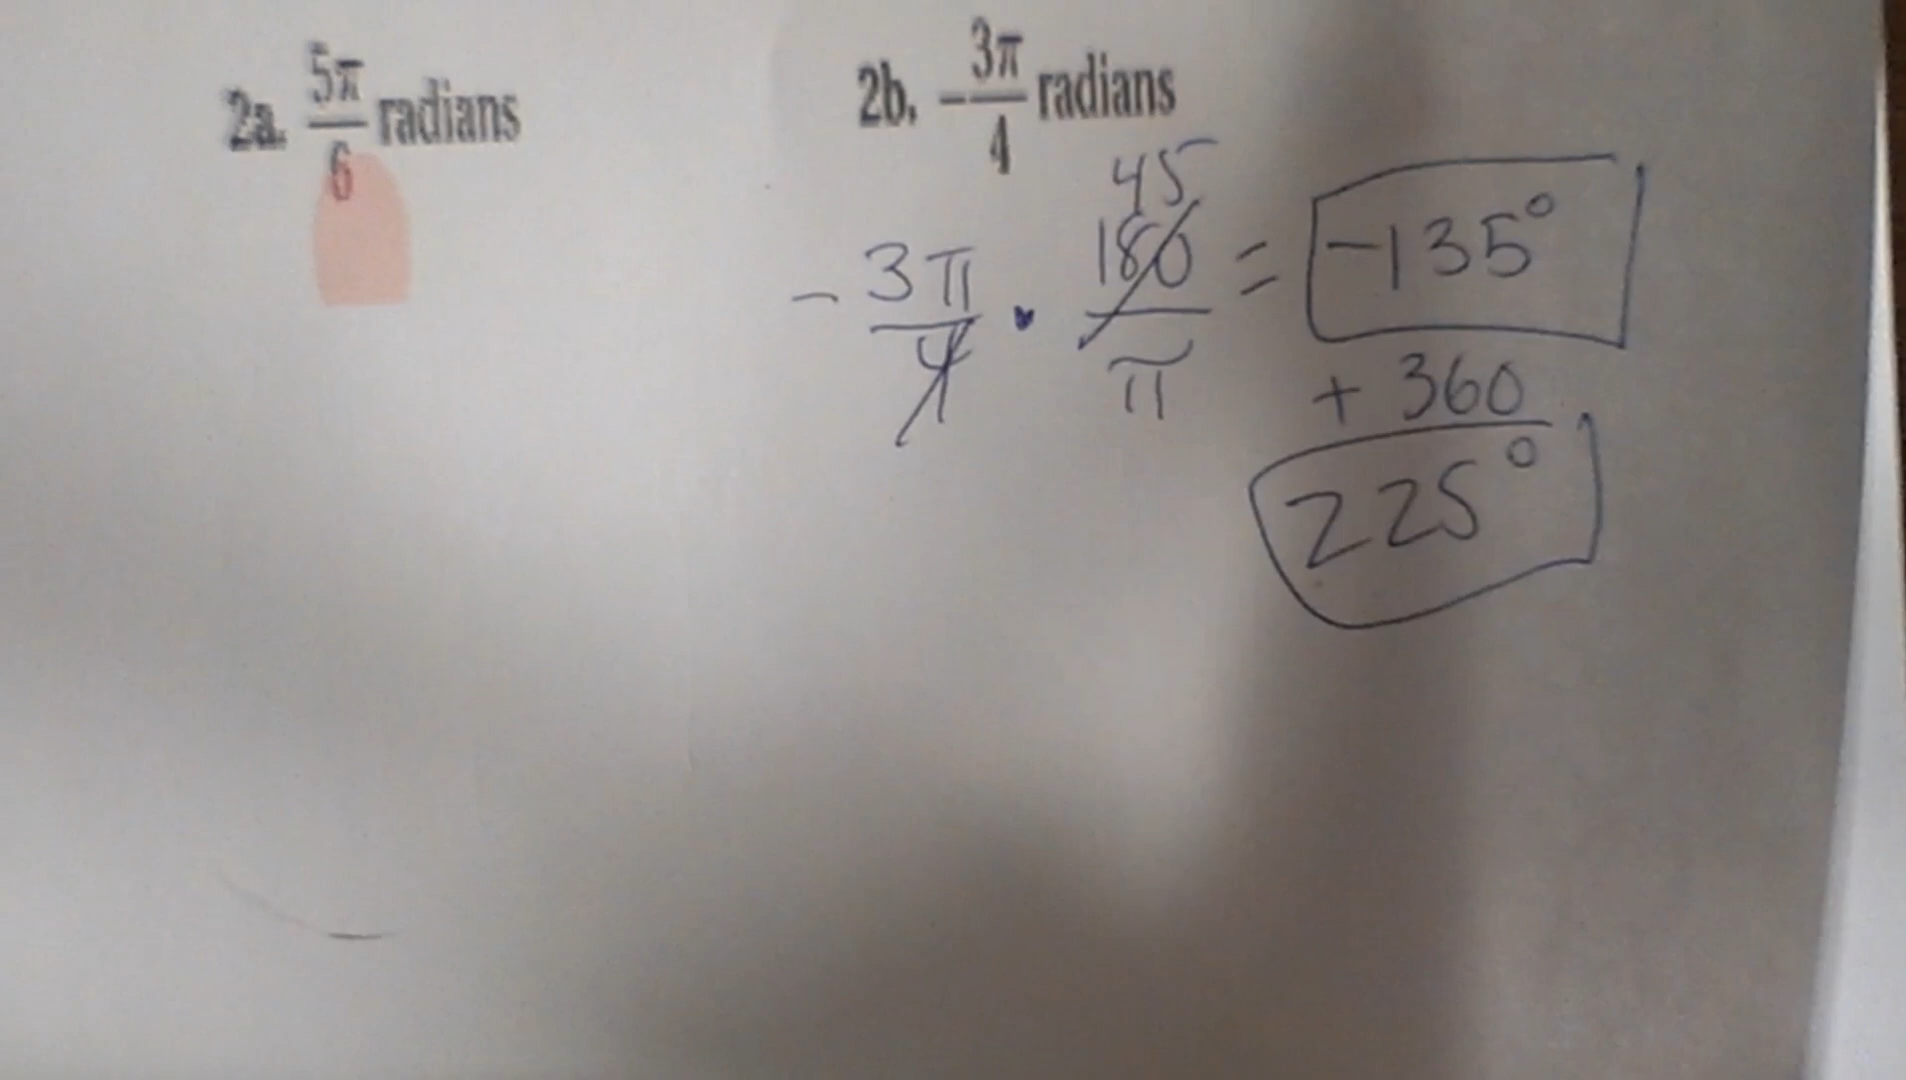 2a. 5π/6 radians
2b. -3π/4 radians
45
-3π/4 · 180/π = -135°
+ 360
225°